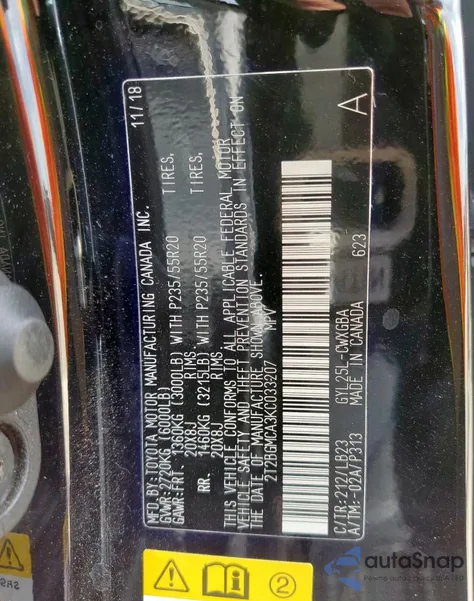 MFD.BY:TOYOTA MOTOR MANUFACTURING CANADA INC. 11/18
GVWR:2720KG (6000LB)
GAWR:FRT. 1360KG (3000LB) WITH P235/55R20 TIRES,
20X8J RIMS
RR. 1460KG (3215LB) WITH P235/55R20 TIRES,
20X8J RIMS
THIS VEHICLE CONFORMS TO ALL APPLICABLE FEDERAL MOTOR
VEHICLE SAFETY AND THEFT PREVENTION STANDARDS IN EFFECT ON
THE DATE OF MANUFACTURE SHOWN ABOVE.
2T2BGMCA3KC033207 MPV
C/TR:212/LB23 GYL25L-CWXGBA
A/TM:-02A/P313 MADE IN CANADA 623
A
2
autoSnap